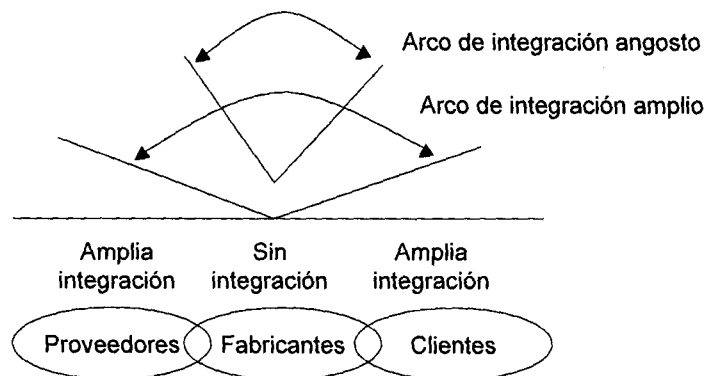 Arco de integración angosto
Arco de integración amplio
Amplia integración
Sin integración
Amplia integración
Proveedores
Fabricantes
Clientes